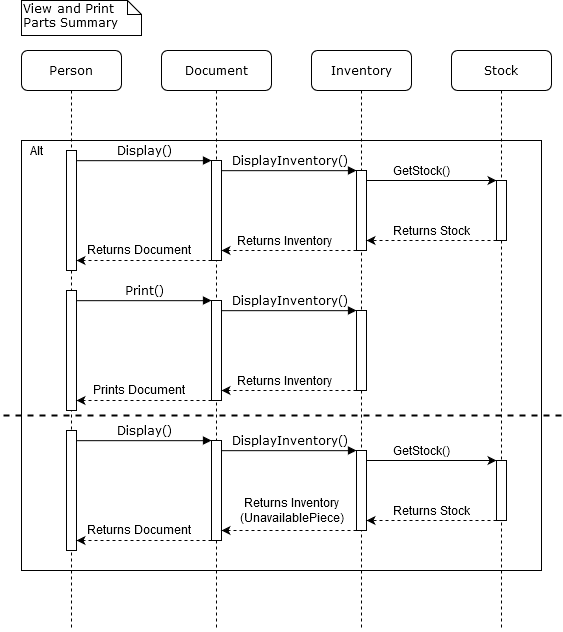 View and Print
Parts Summary
Person
Document
Inventory
Stock
Alt
Display()
DisplayInventory()
GetStock()
Returns Stock
Returns Inventory
Returns Document
Print()
DisplayInventory()
Returns Inventory
Prints Document
Display()
DisplayInventory()
GetStock()
Returns Inventory
(UnavailablePiece)
Returns Stock
Returns Document